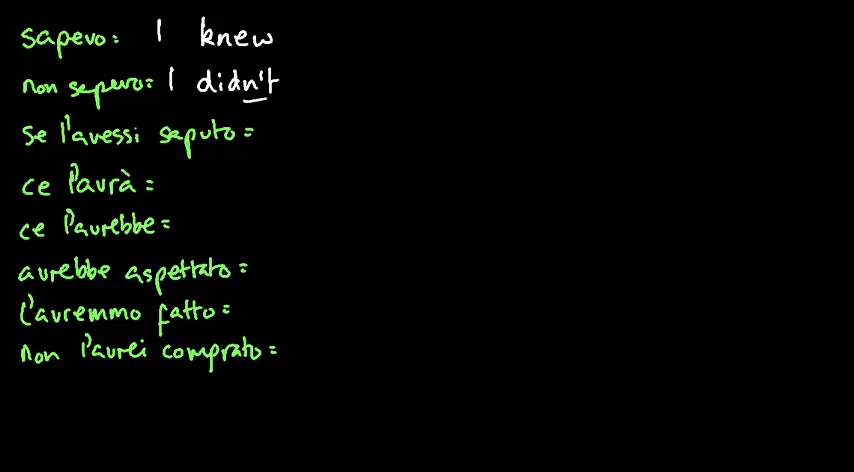 sapevo= I knew
non sapevo= I didn't
se l'avessi saputo=
ce l'avrà=
ce l'avrebbe=
avrebbe aspettato=
l'avremmo fatto=
non l'avrei comprato=